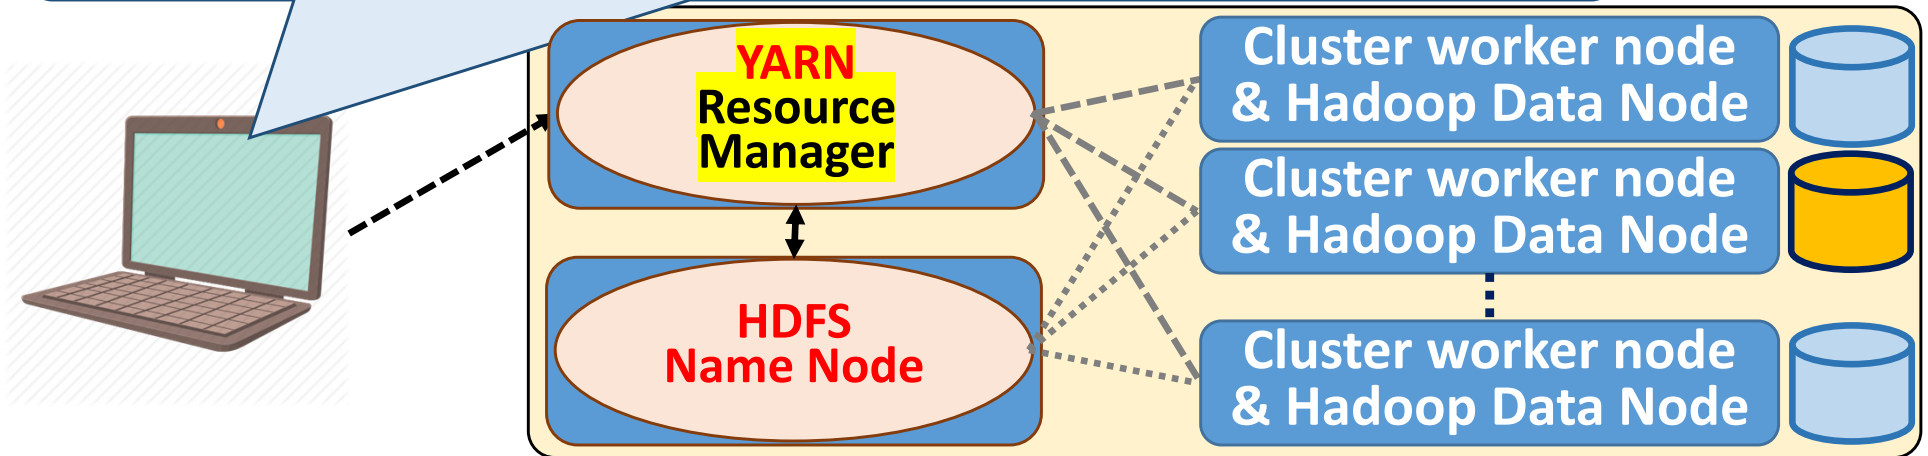 YARN
Resource
Manager
HDFS
Name Node
Cluster worker node
& Hadoop Data Node
Cluster worker node
& Hadoop Data Node
Cluster worker node
& Hadoop Data Node